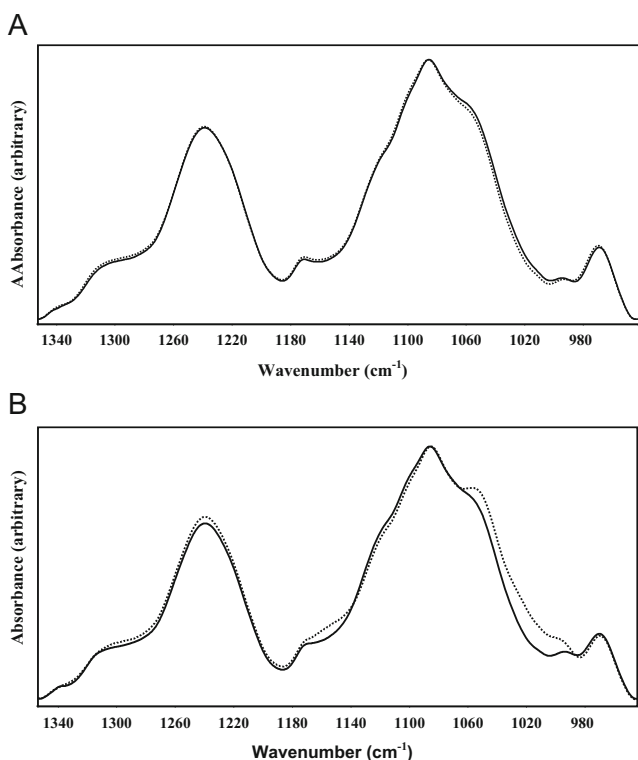 A
AAbsorbance (arbitrary)
1340 1300 1260 1220 1180 1140 1100 1060 1020 980
Wavenumber (cm⁻¹)
B
Absorbance (arbitrary)
1340 1300 1260 1220 1180 1140 1100 1060 1020 980
Wavenumber (cm⁻¹)